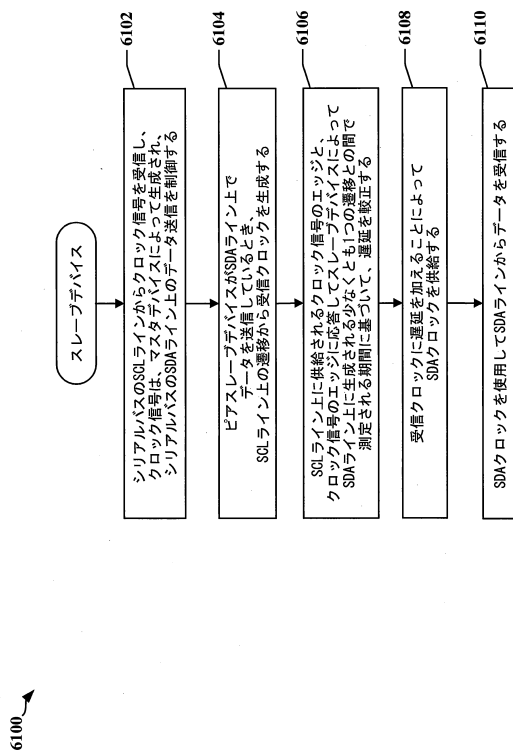 6100
スレーブデバイス
シリアルバスのSCLラインからクロック信号を受信し、
クロック信号は、マスタデバイスによって生成され、
シリアルバスのSDAライン上のデータ送信を制御する
6102
ピアスレーブデバイスがSDAライン上で
データを送信しているとき、
SCLライン上の遷移から受信クロックを生成する
6104
SCLライン上に供給されるクロック信号のエッジと、
クロック信号のエッジに応答してスレーブデバイスによって
SDAライン上に生成される少なくとも1つの遷移との間で
測定される期間に基づいて、遅延を較正する
6106
受信クロックに遅延を加えることによって
SDAクロックを供給する
6108
SDAクロックを使用してSDAラインからデータを受信する
6110